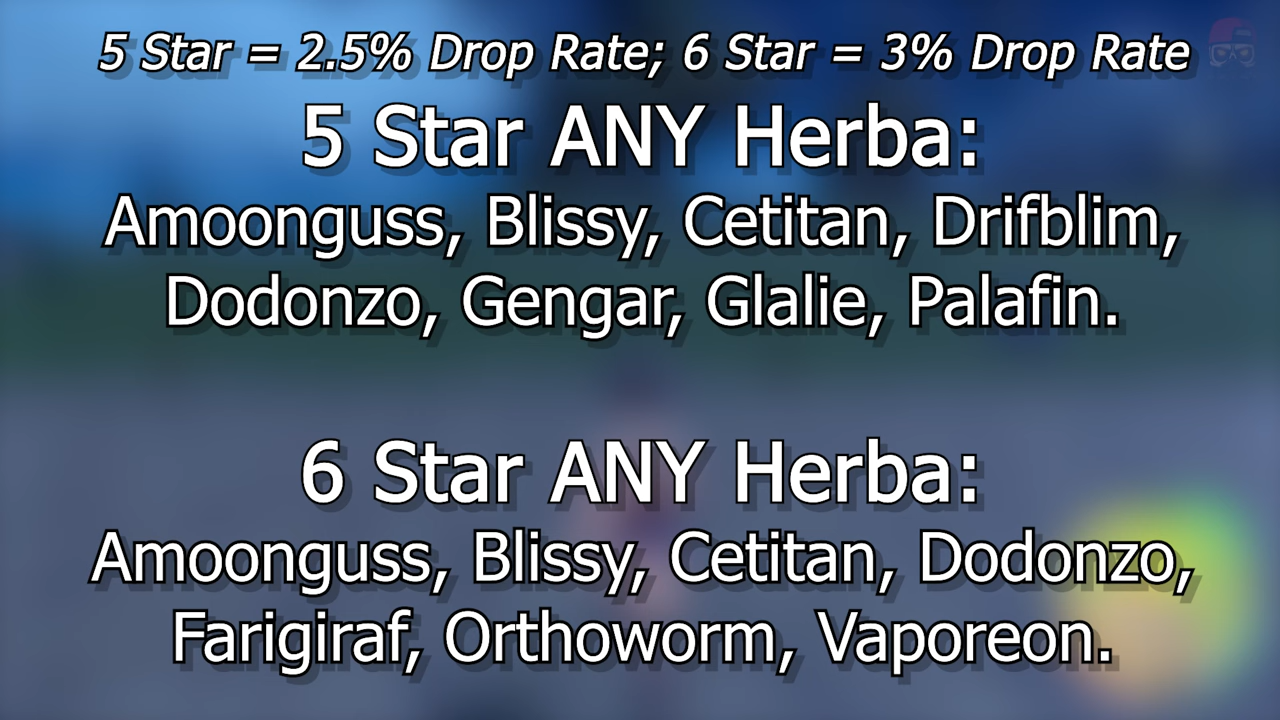 5 Star = 2.5% Drop Rate; 6 Star = 3% Drop Rate
5 Star ANY Herba:
Amoonguss, Blissy, Cetitan, Drifblim,
Dodonzo, Gengar, Glalie, Palafin.
6 Star ANY Herba:
Amoonguss, Blissy, Cetitan, Dodonzo,
Farigiraf, Orthoworm, Vaporeon.